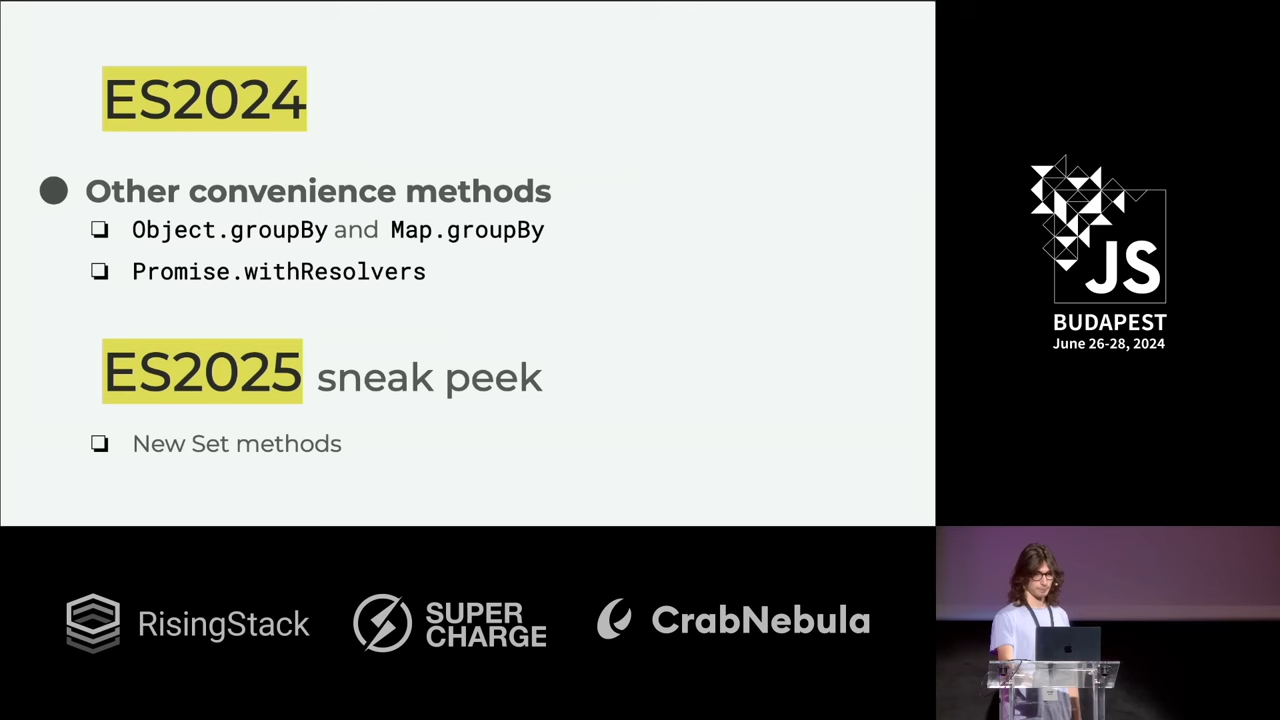 ES2024
Other convenience methods
Object.groupBy and Map.groupBy
Promise.withResolvers
ES2025 sneak peek
New Set methods
JS
BUDAPEST
June 26-28, 2024
RisingStack
SUPER
CHARGE
CrabNebula